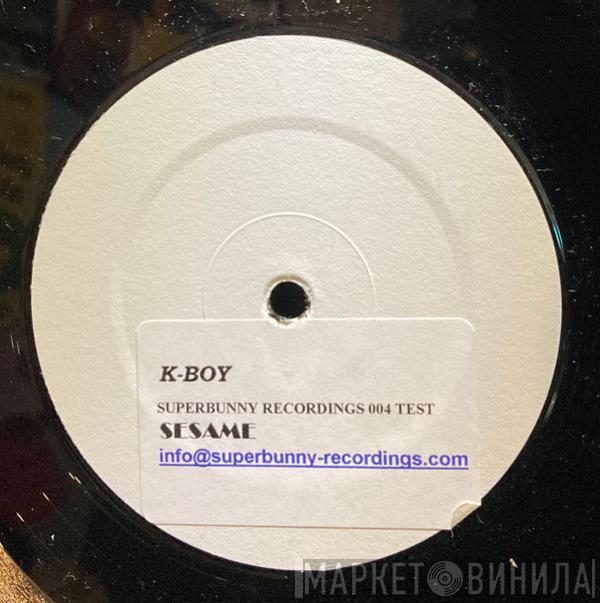 K-BOY
SUPERBUNNY RECORDINGS 004 TEST
SESAME
info@superbunny-recordings.com
МАРКЕТ ВИНИЛА